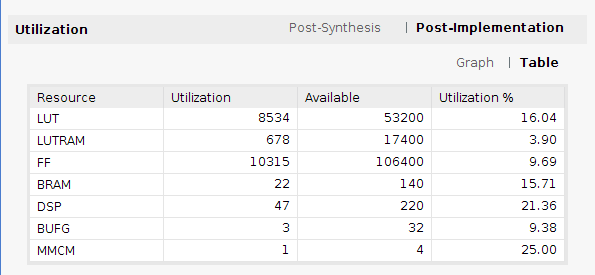 Utilization Post-Synthesis | Post-Implementation
Graph | Table
Resource Utilization Available Utilization %
LUT 8534 53200 16.04
LUTRAM 678 17400 3.90
FF 10315 106400 9.69
BRAM 22 140 15.71
DSP 47 220 21.36
BUFG 3 32 9.38
MMCM 1 4 25.00